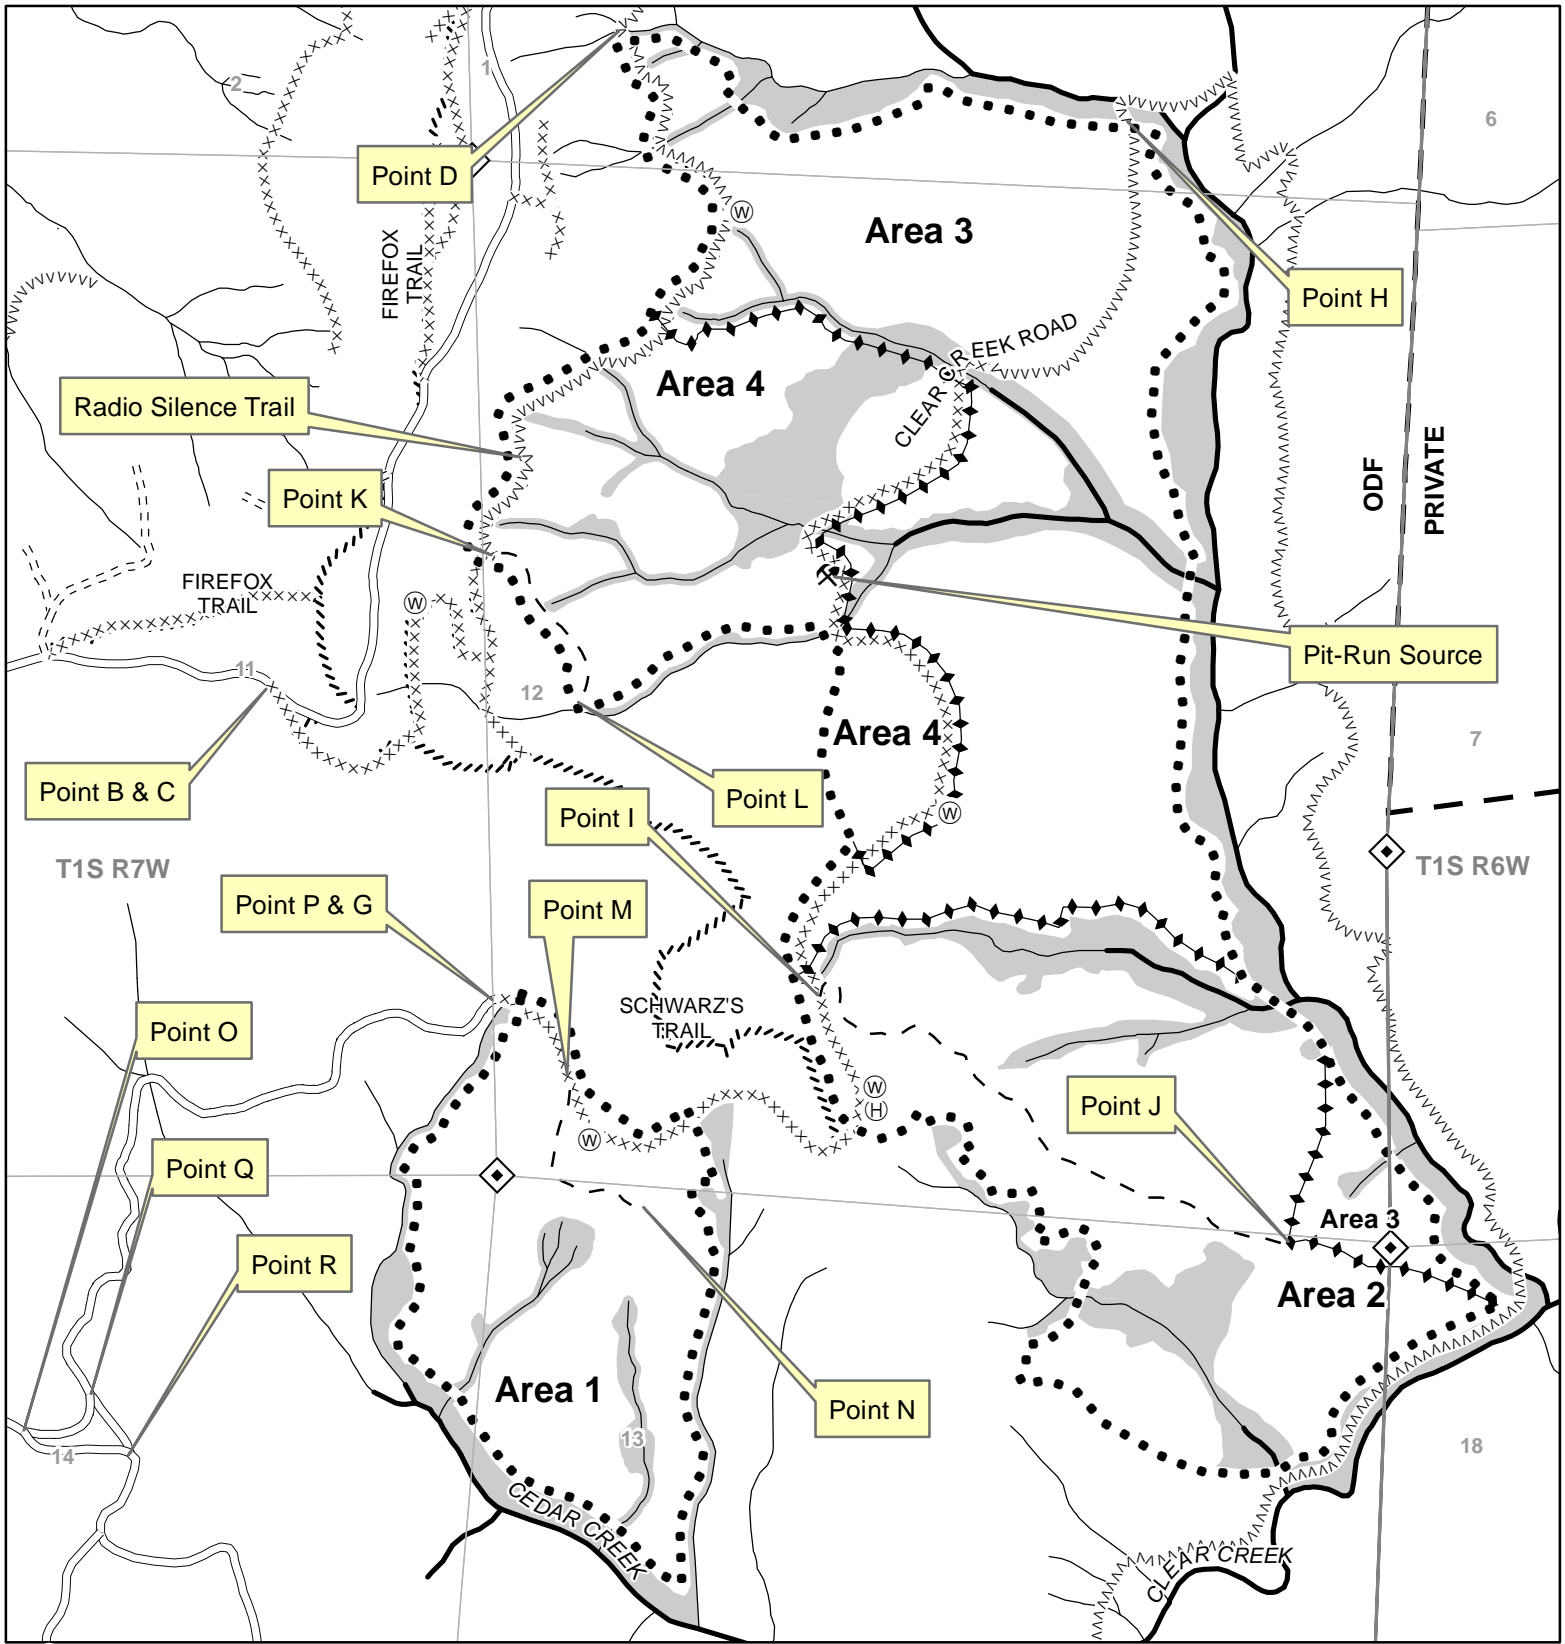 2
1
6
Point D
FIREFOX
TRAIL
W
Area 3
Point H
CLEAR CREEK ROAD
Area 4
Radio Silence Trail
ODF
PRIVATE
Point K
FIREFOX
TRAIL
W
Pit-Run Source
11
12
Area 4
7
Point B & C
Point L
Point I
W
T1S R7W
T1S R6W
Point P & G
Point M
SCHWARZ'S
TRAIL
Point O
W
H
Point J
W
Point Q
Area 3
Point R
Area 2
Area 1
Point N
13
14
18
CEDAR CREEK
CLEAR CREEK